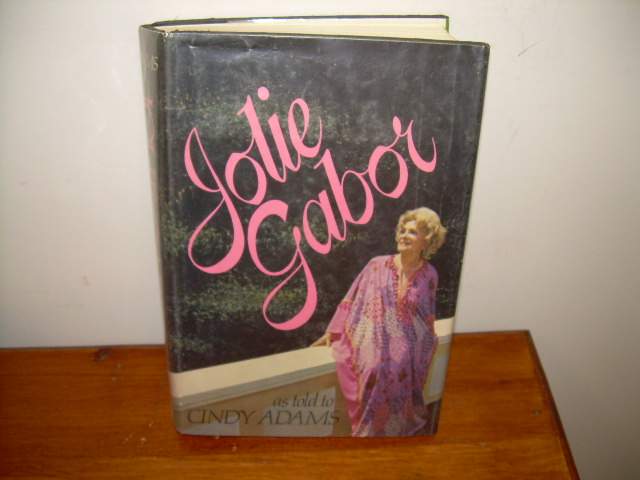 Jolie
Gabor
as told to
CINDY ADAMS